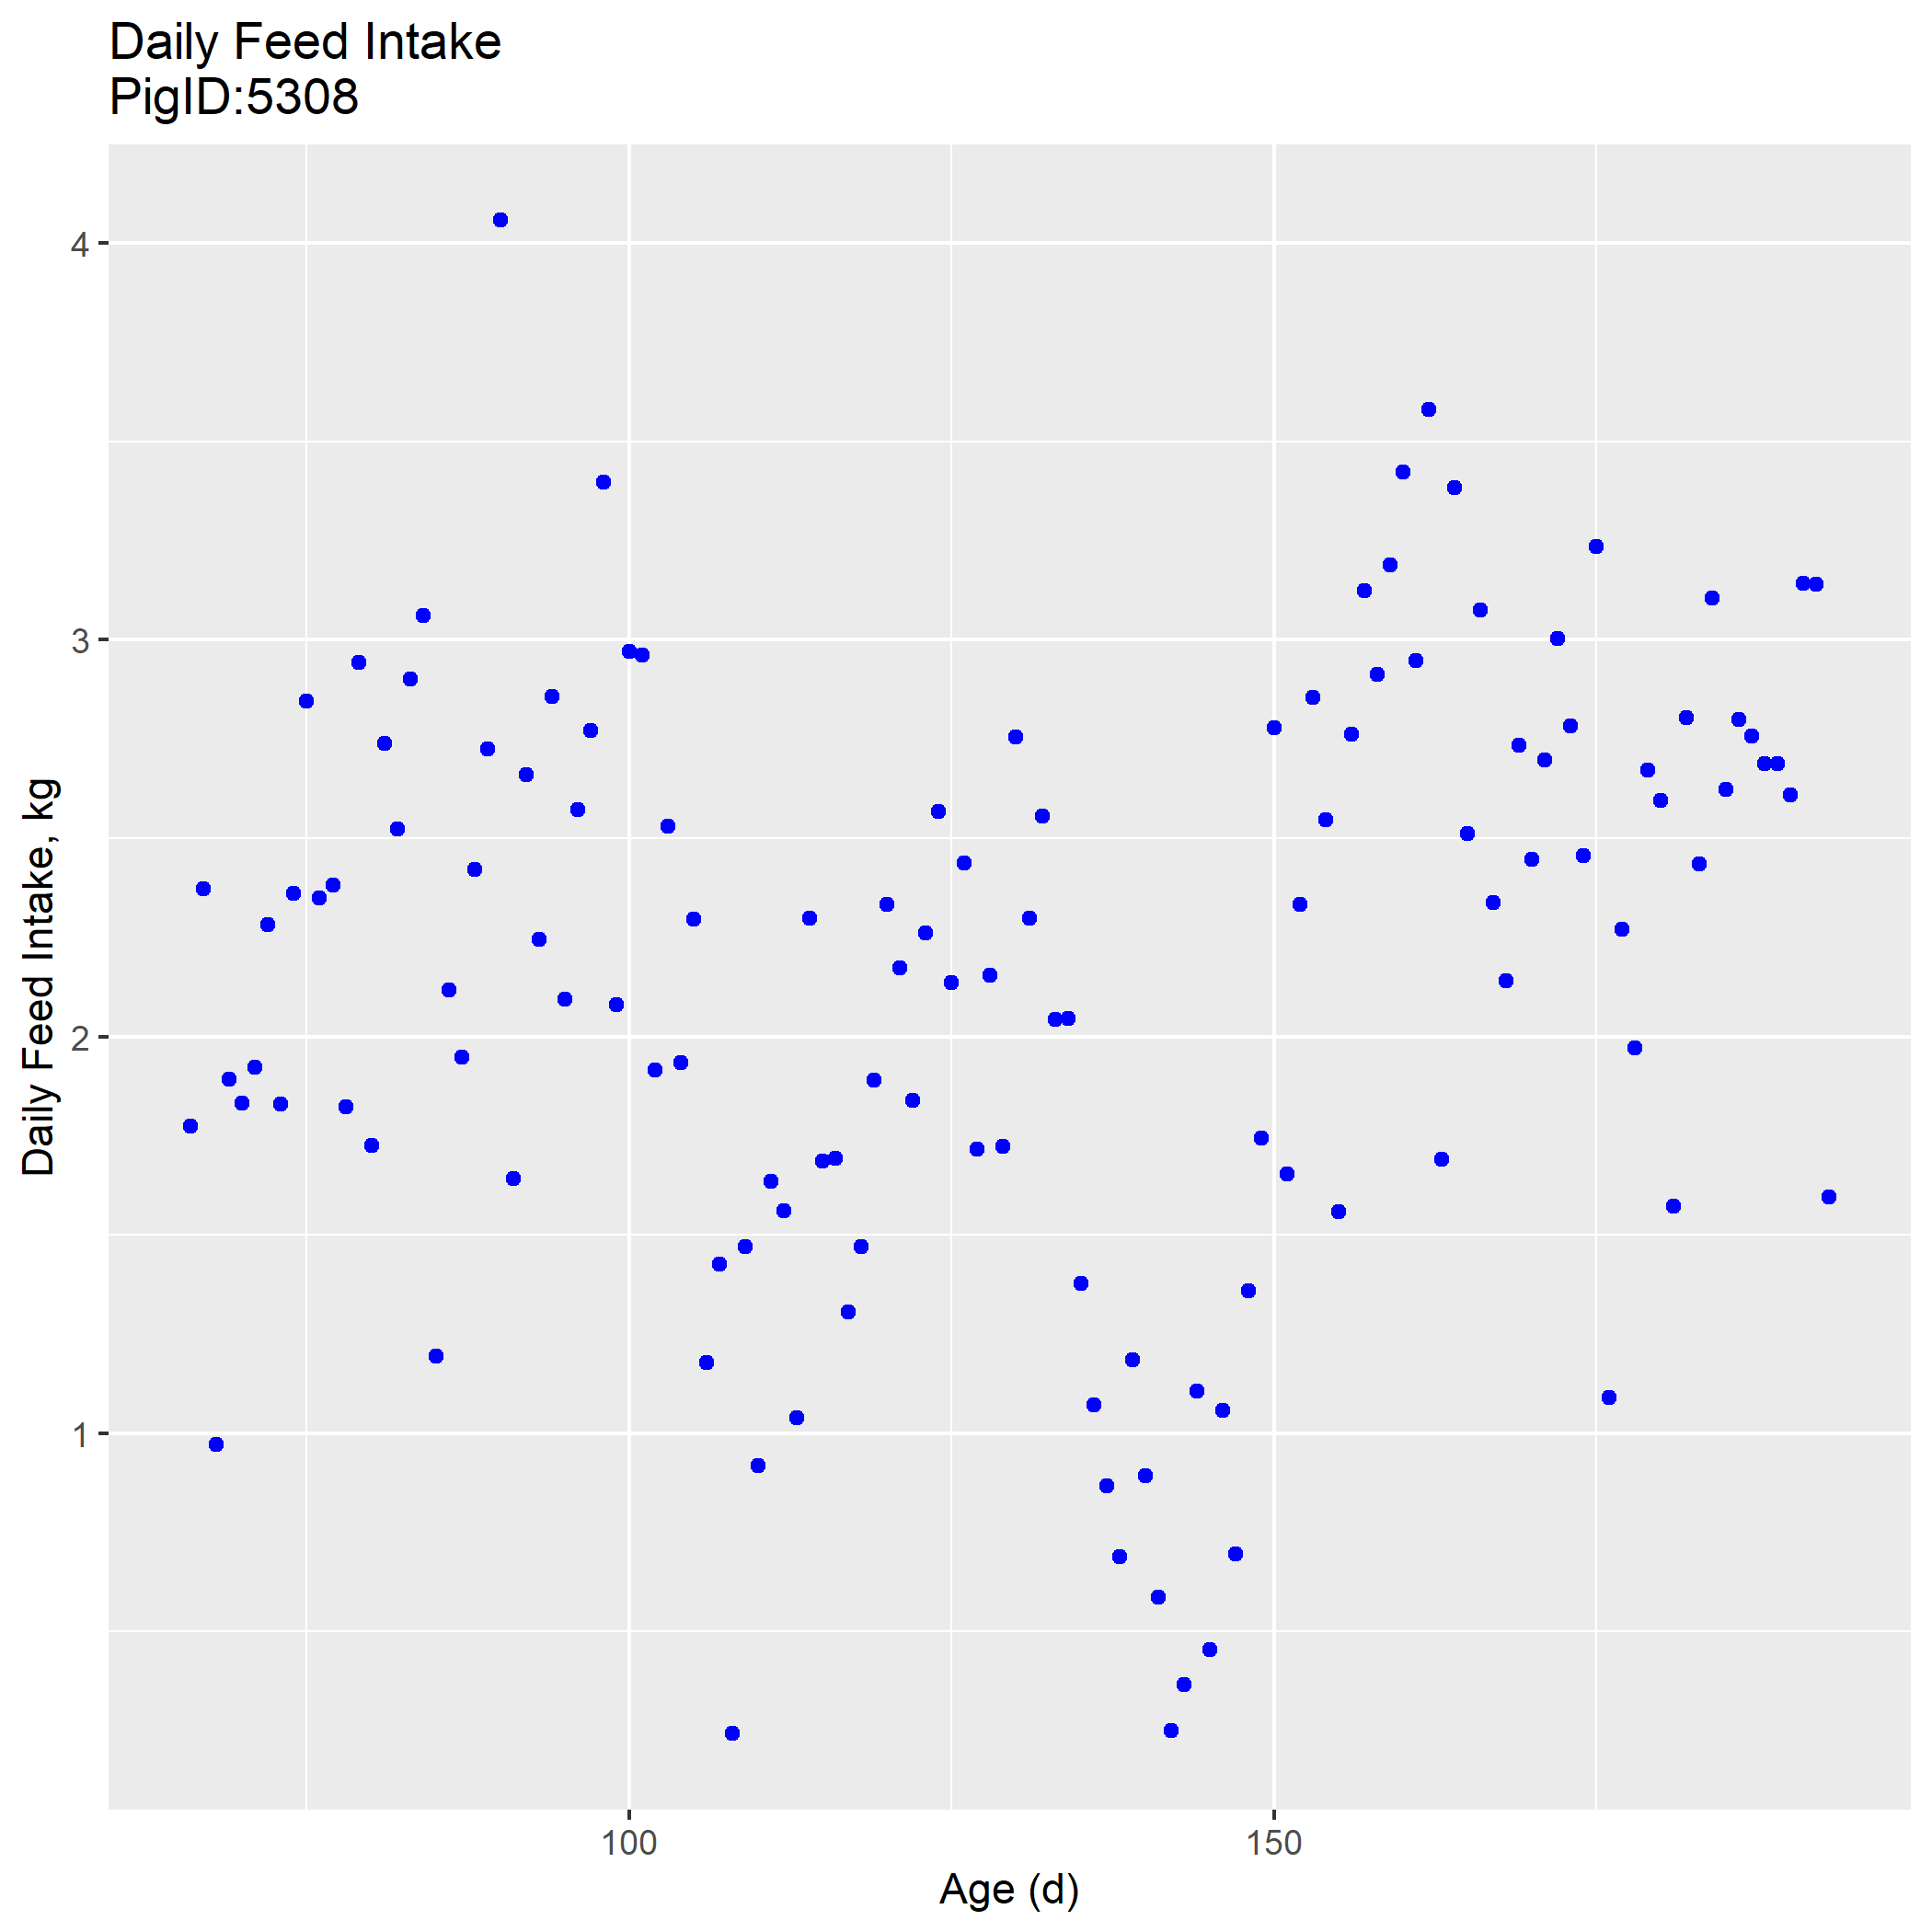 Daily Feed Intake
PigID:5308
4
3
2
1
Daily Feed Intake, kg
100
150
Age (d)